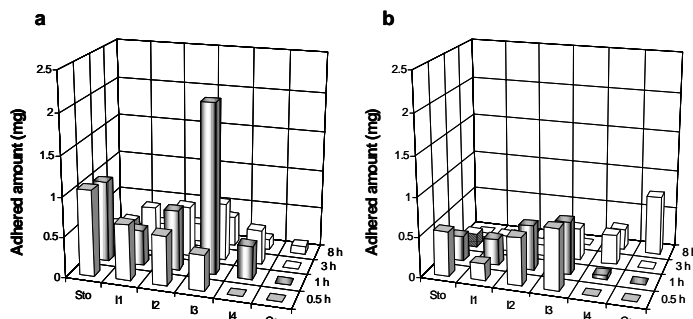 a
2.5
2
1.5
1
0.5
0
Adhered amount (mg)
Sto
I1
I2
I3
I4
8 h
3 h
1 h
0.5 h
b
2.5
2
1.5
1
0.5
0
Adhered amount (mg)
Sto
I1
I2
I3
I4
8 h
3 h
1 h
0.5 h